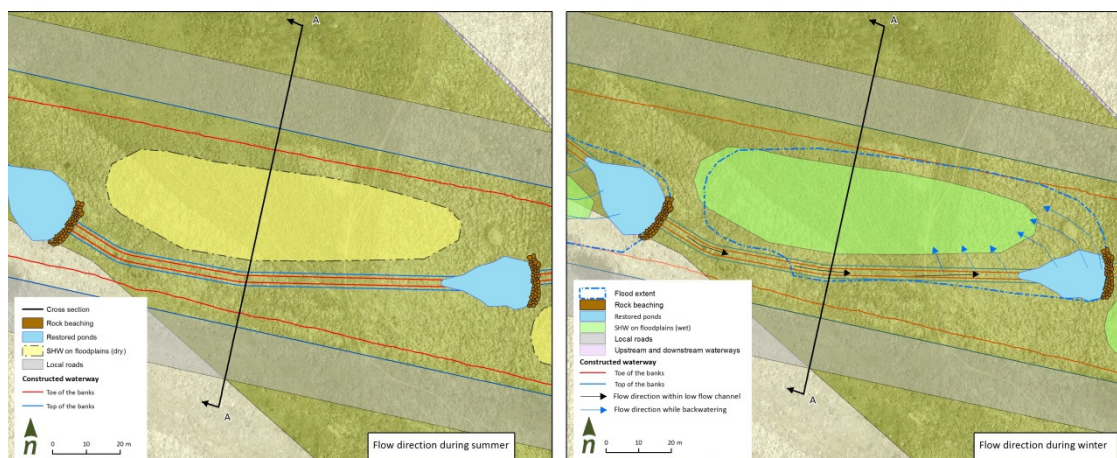 A
Cross section
Rock beaching
Restored ponds
SHW on floodplains (dry)
Local roads
Constructed waterway
Toe of the banks
Top of the banks
n
0 10 20 m
A
Flow direction during summer
A
Flood extent
Rock beaching
Restored ponds
SHW on floodplains (wet)
Local roads
Upstream and downstream waterways
Constructed waterway
Toe of the banks
Top of the banks
Flow direction within low flow channel
Flow direction while backwatering
n
0 10 20 m
A
Flow direction during winter